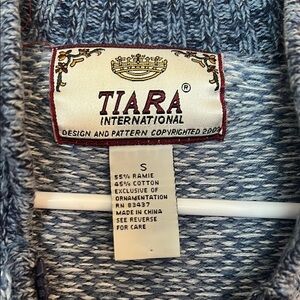 TIARA®
INTERNATIONAL
DESIGN AND PATTERN COPYRIGHTED
S
55% RAMIE
45% COTTON
EXCLUSIVE OF
ORNAMENTATION
RN 83437
MADE IN CHINA
SEE REVERSE
FOR CARE